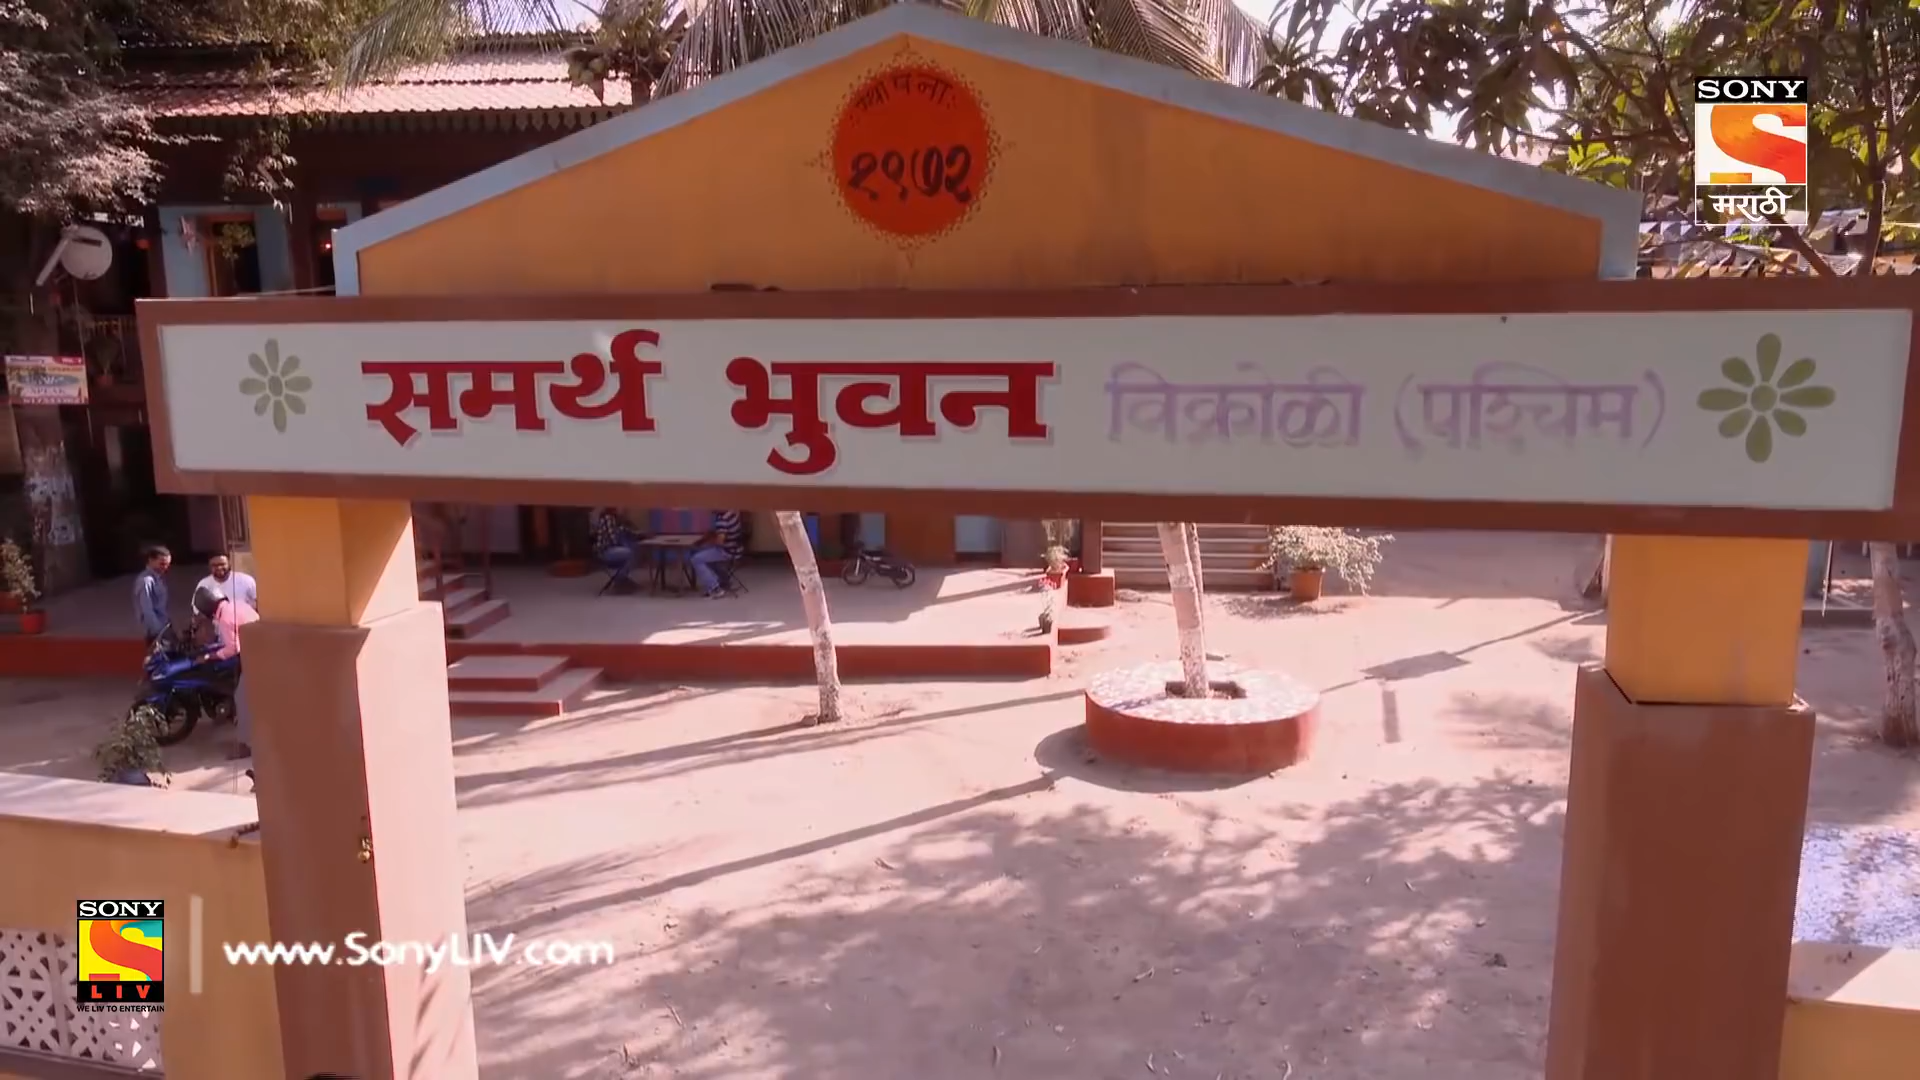 स्थापना:
१९७२
SONY
मराठी
समर्थ भुवन विक्रोळी (पश्चिम)
SONY
LIV
WE LIV TO ENTERTAIN
www.SonyLIV.com